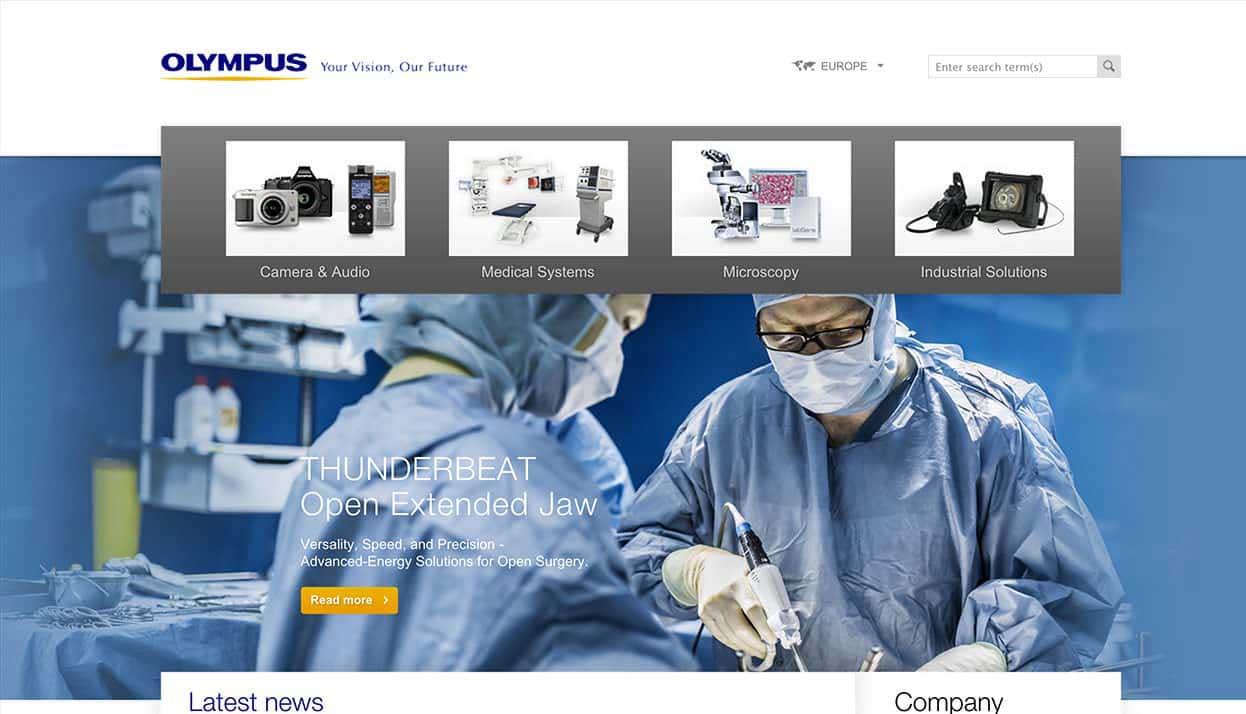 OLYMPUS
Your Vision, Our Future
EUROPE
Enter search term(s)
Camera & Audio
Medical Systems
Microscopy
Industrial Solutions
THUNDERBEAT
Open Extended Jaw
Versality, Speed, and Precision -
Advanced-Energy Solutions for Open Surgery.
Read more
Latest news
Company